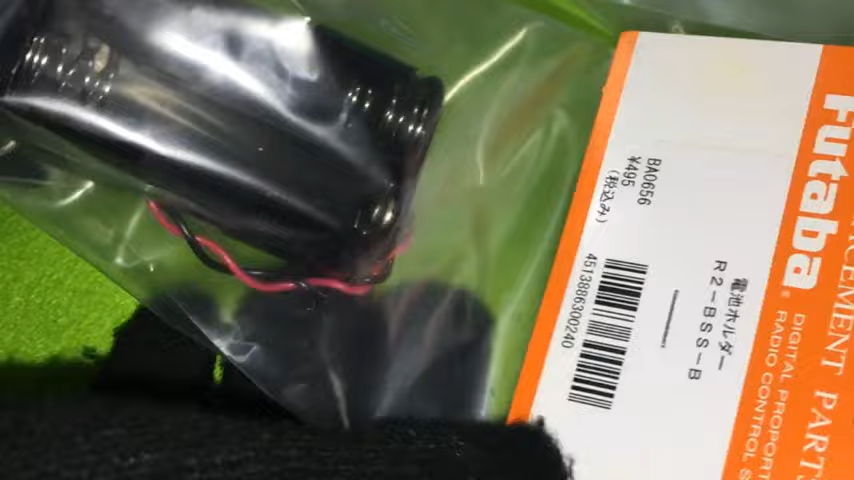 Futaba
REPLACEMENT PARTS
DIGITAL PROPORT
RADIO CONTROL S
電池ホルダー
R2-BSS-B
BA0656
¥495
(税込み)
4513886300240